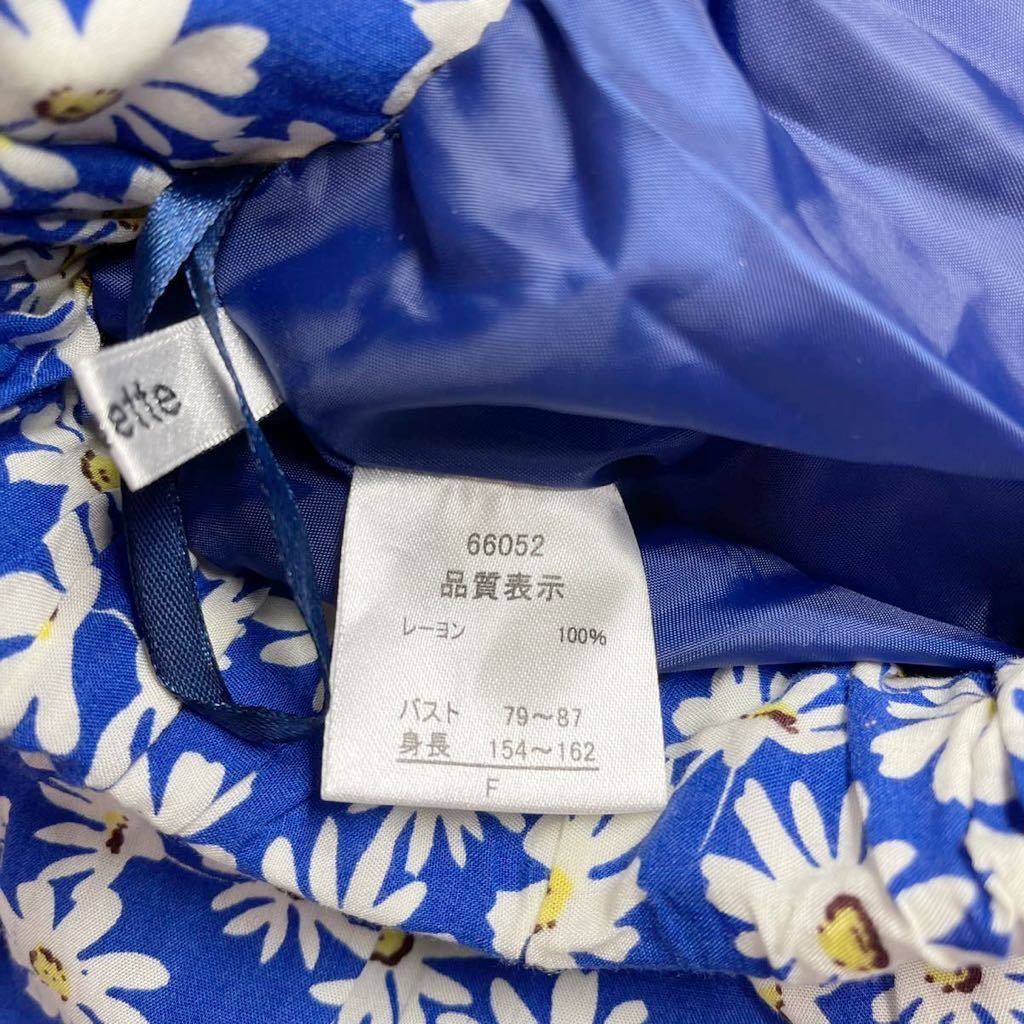 ette
66052
品質表示
レーヨン 100%
バスト 79～87
身長 154～162
F